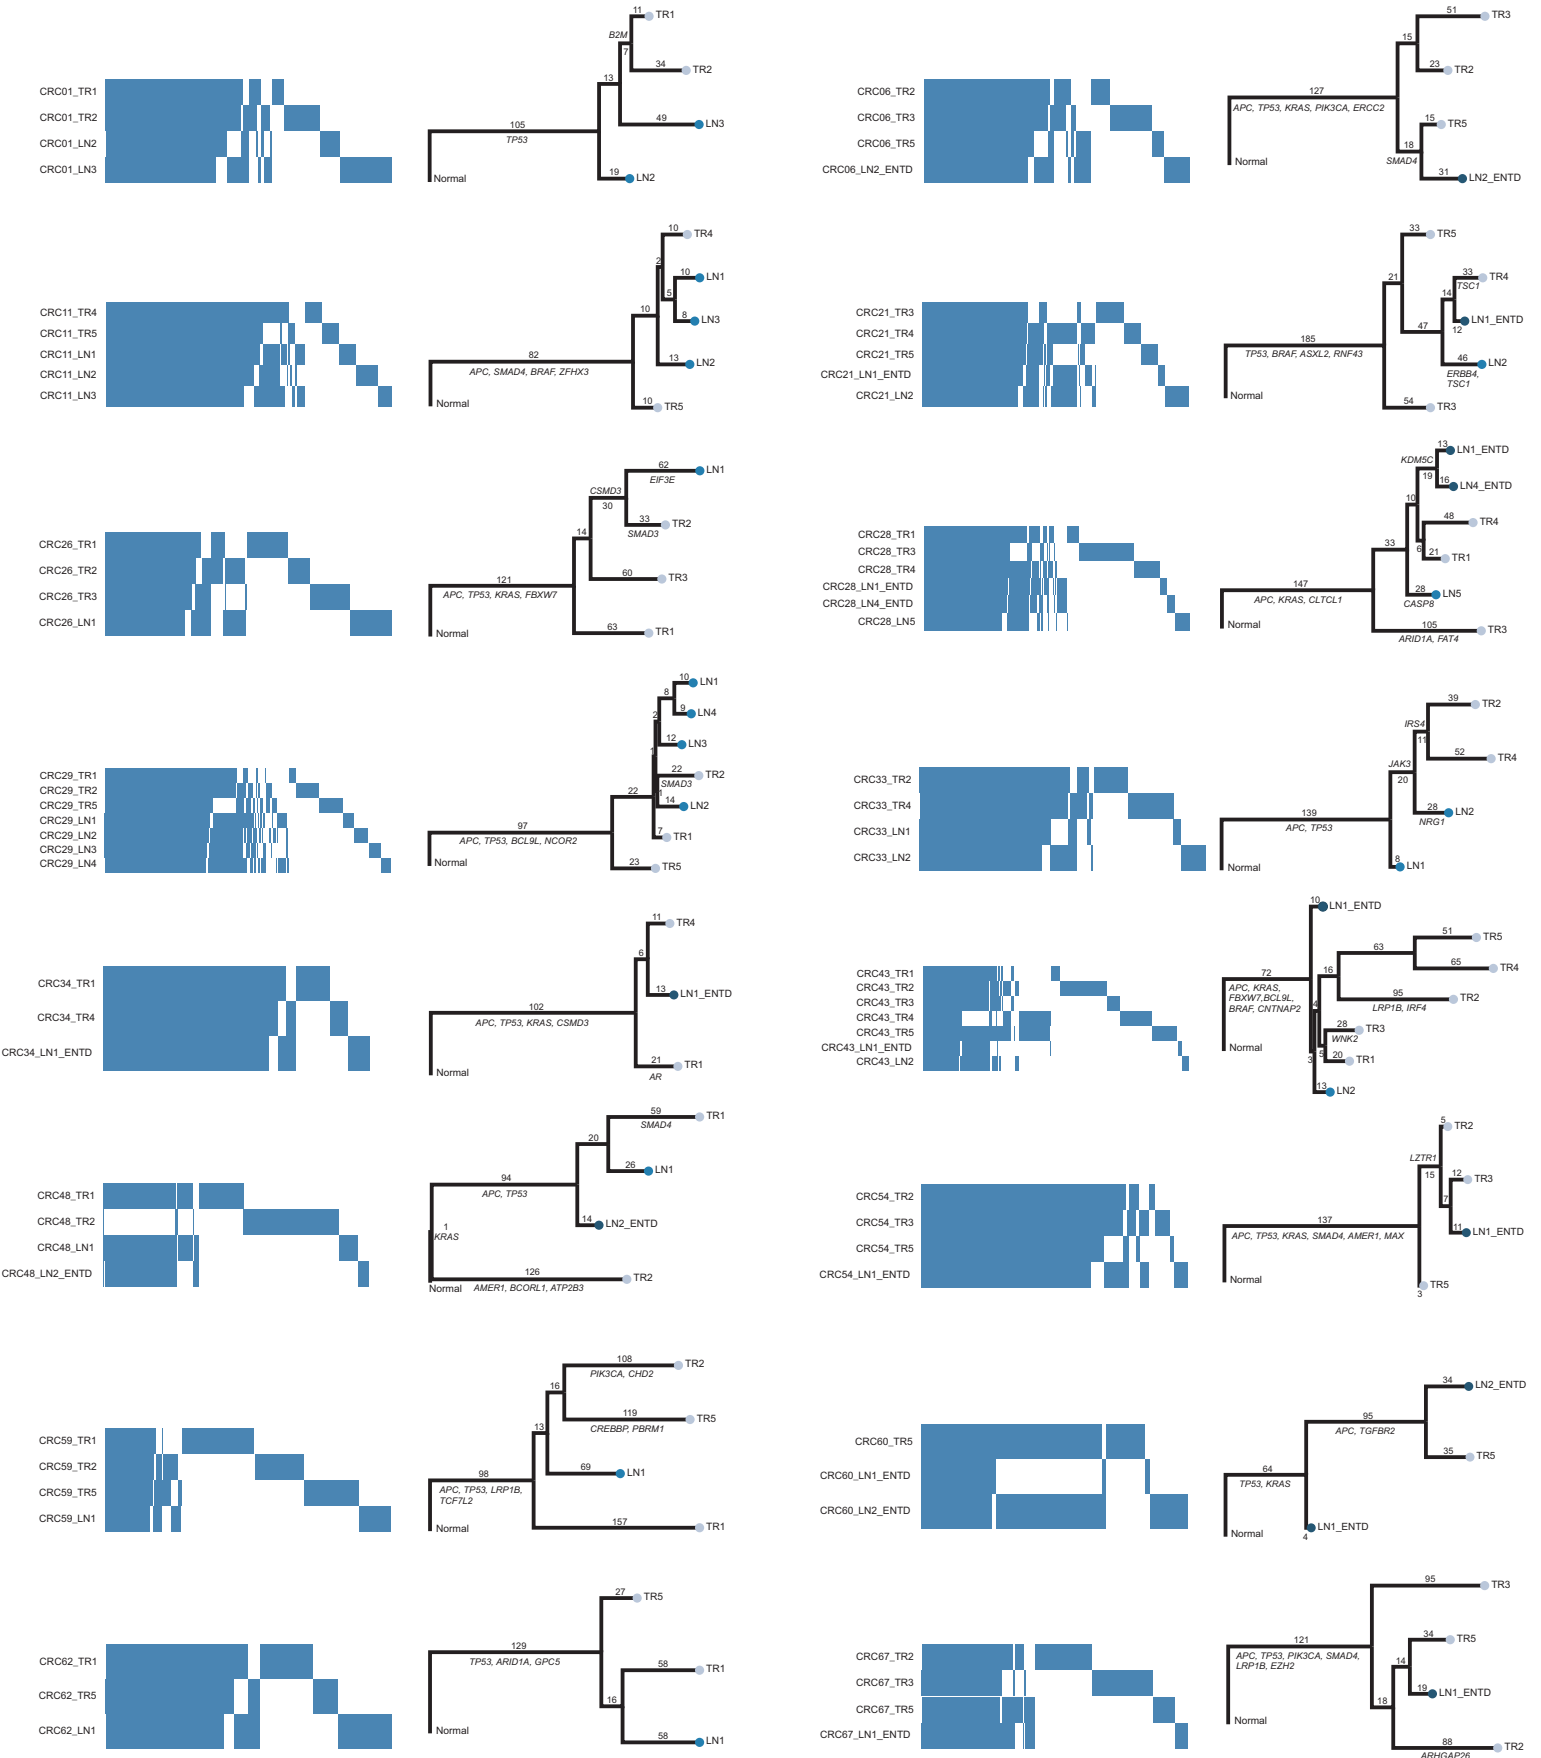 CRC01_TR1
CRC01_TR2
CRC01_LN2
CRC01_LN3
11
TR1
B2M
7
34
TR2
13
49
LN3
105
TP53
19
LN2
Normal
CRC06_TR2
CRC06_TR3
CRC06_TR5
CRC06_LN2_ENTD
51
TR3
15
23
TR2
127
APC, TP53, KRAS, PIK3CA, ERCC2
15
TR5
18
SMAD4
31
LN2_ENTD
Normal
CRC11_TR4
CRC11_TR5
CRC11_LN1
CRC11_LN2
CRC11_LN3
10
TR4
2
10
LN1
5
8
LN3
10
13
LN2
82
APC, SMAD4, BRAF, ZFHX3
10
TR5
Normal
CRC21_TR3
CRC21_TR4
CRC21_TR5
CRC21_LN1_ENTD
CRC21_LN2
33
TR5
21
33
TR4
TSC1
14
LN1_ENTD
12
47
185
TP53, BRAF, ASXL2, RNF43
46
LN2
ERBB4,
TSC1
54
TR3
Normal
CRC26_TR1
CRC26_TR2
CRC26_TR3
CRC26_LN1
62
LN1
EIF3E
CSMD3
30
33
TR2
SMAD3
14
60
TR3
121
APC, TP53, KRAS, FBXW7
63
TR1
Normal
CRC28_TR1
CRC28_TR3
CRC28_TR4
CRC28_LN1_ENTD
CRC28_LN4_ENTD
CRC28_LN5
13
LN1_ENTD
KDM5C
19
16
LN4_ENTD
10
48
TR4
6
21
TR1
33
28
LN5
CASP8
147
APC, KRAS, CLTCL1
105
TR3
ARID1A, FAT4
Normal
CRC29_TR1
CRC29_TR2
CRC29_TR5
CRC29_LN1
CRC29_LN2
CRC29_LN3
CRC29_LN4
10
LN1
8
9
LN4
2
12
LN3
1
22
TR2
SMAD3
1
14
LN2
22
7
TR1
97
APC, TP53, BCL9L, NCOR2
23
TR5
Normal
CRC33_TR2
CRC33_TR4
CRC33_LN1
CRC33_LN2
39
TR2
IRS4
11
52
TR4
JAK3
20
28
LN2
NRG1
139
APC, TP53
8
LN1
Normal
CRC34_TR1
CRC34_TR4
CRC34_LN1_ENTD
11
TR4
6
13
LN1_ENTD
102
APC, TP53, KRAS, CSMD3
21
TR1
AR
Normal
CRC43_TR1
CRC43_TR2
CRC43_TR3
CRC43_TR4
CRC43_TR5
CRC43_LN1_ENTD
CRC43_LN2
10
LN1_ENTD
51
TR5
63
65
TR4
16
95
TR2
LRP1B, IRF4
72
APC, KRAS,
FBXW7,BCL9L,
BRAF, CNTNAP2
4
28
TR3
WNK2
5
20
TR1
3
13
LN2
Normal
CRC48_TR1
CRC48_TR2
CRC48_LN1
CRC48_LN2_ENTD
59
TR1
SMAD4
20
26
LN1
94
APC, TP53
14
LN2_ENTD
1
KRAS
126
TR2
AMER1, BCORL1, ATP2B3
Normal
CRC54_TR2
CRC54_TR3
CRC54_TR5
CRC54_LN1_ENTD
5
TR2
LZTR1
15
12
TR3
7
11
LN1_ENTD
137
APC, TP53, KRAS, SMAD4, AMER1, MAX
TR5
3
Normal
CRC59_TR1
CRC59_TR2
CRC59_TR5
CRC59_LN1
108
TR2
PIK3CA, CHD2
16
119
TR5
CREBBP, PBRM1
13
69
LN1
98
APC, TP53, LRP1B,
TCF7L2
157
TR1
Normal
CRC60_TR5
CRC60_LN1_ENTD
CRC60_LN2_ENTD
34
LN2_ENTD
95
APC, TGFBR2
35
TR5
64
TP53, KRAS
LN1_ENTD
4
Normal
CRC62_TR1
CRC62_TR5
CRC62_LN1
27
TR5
129
TP53, ARID1A, GPC5
58
TR1
16
58
LN1
Normal
CRC67_TR2
CRC67_TR3
CRC67_TR5
CRC67_LN1_ENTD
95
TR3
121
APC, TP53, PIK3CA, SMAD4,
LRP1B, EZH2
34
TR5
14
19
LN1_ENTD
18
88
TR2
ARHGAP26
Normal